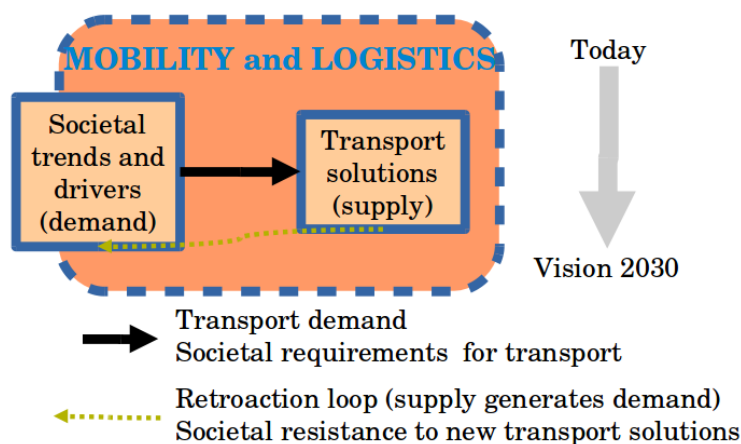 MOBILITY and LOGISTICS
Today
Societal
trends and
drivers
(demand)
Transport
solutions
(supply)
Vision 2030
Transport demand
Societal requirements for transport
Retroaction loop (supply generates demand)
Societal resistance to new transport solutions